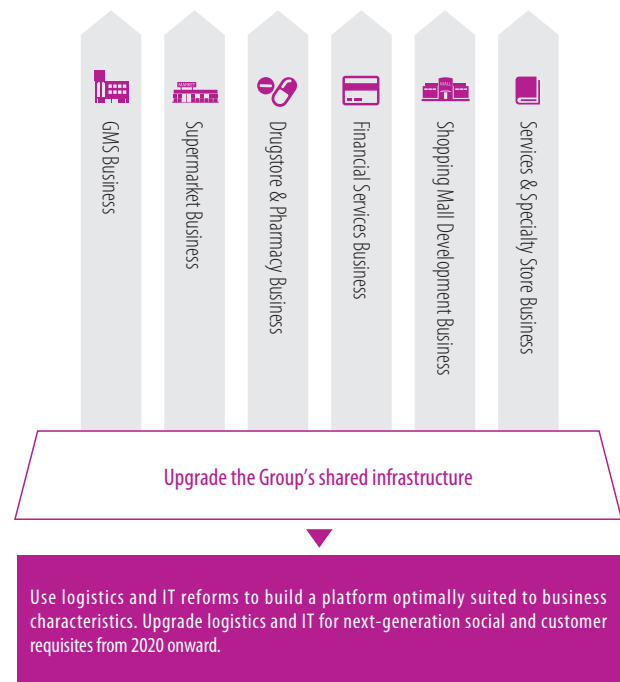 MARKET
MALL
GMS Business
Supermarket Business
Drugstore & Pharmacy Business
Financial Services Business
Shopping Mall Development Business
Services & Specialty Store Business
Upgrade the Group’s shared infrastructure
Use logistics and IT reforms to build a platform optimally suited to business
characteristics. Upgrade logistics and IT for next-generation social and customer
requisites from 2020 onward.